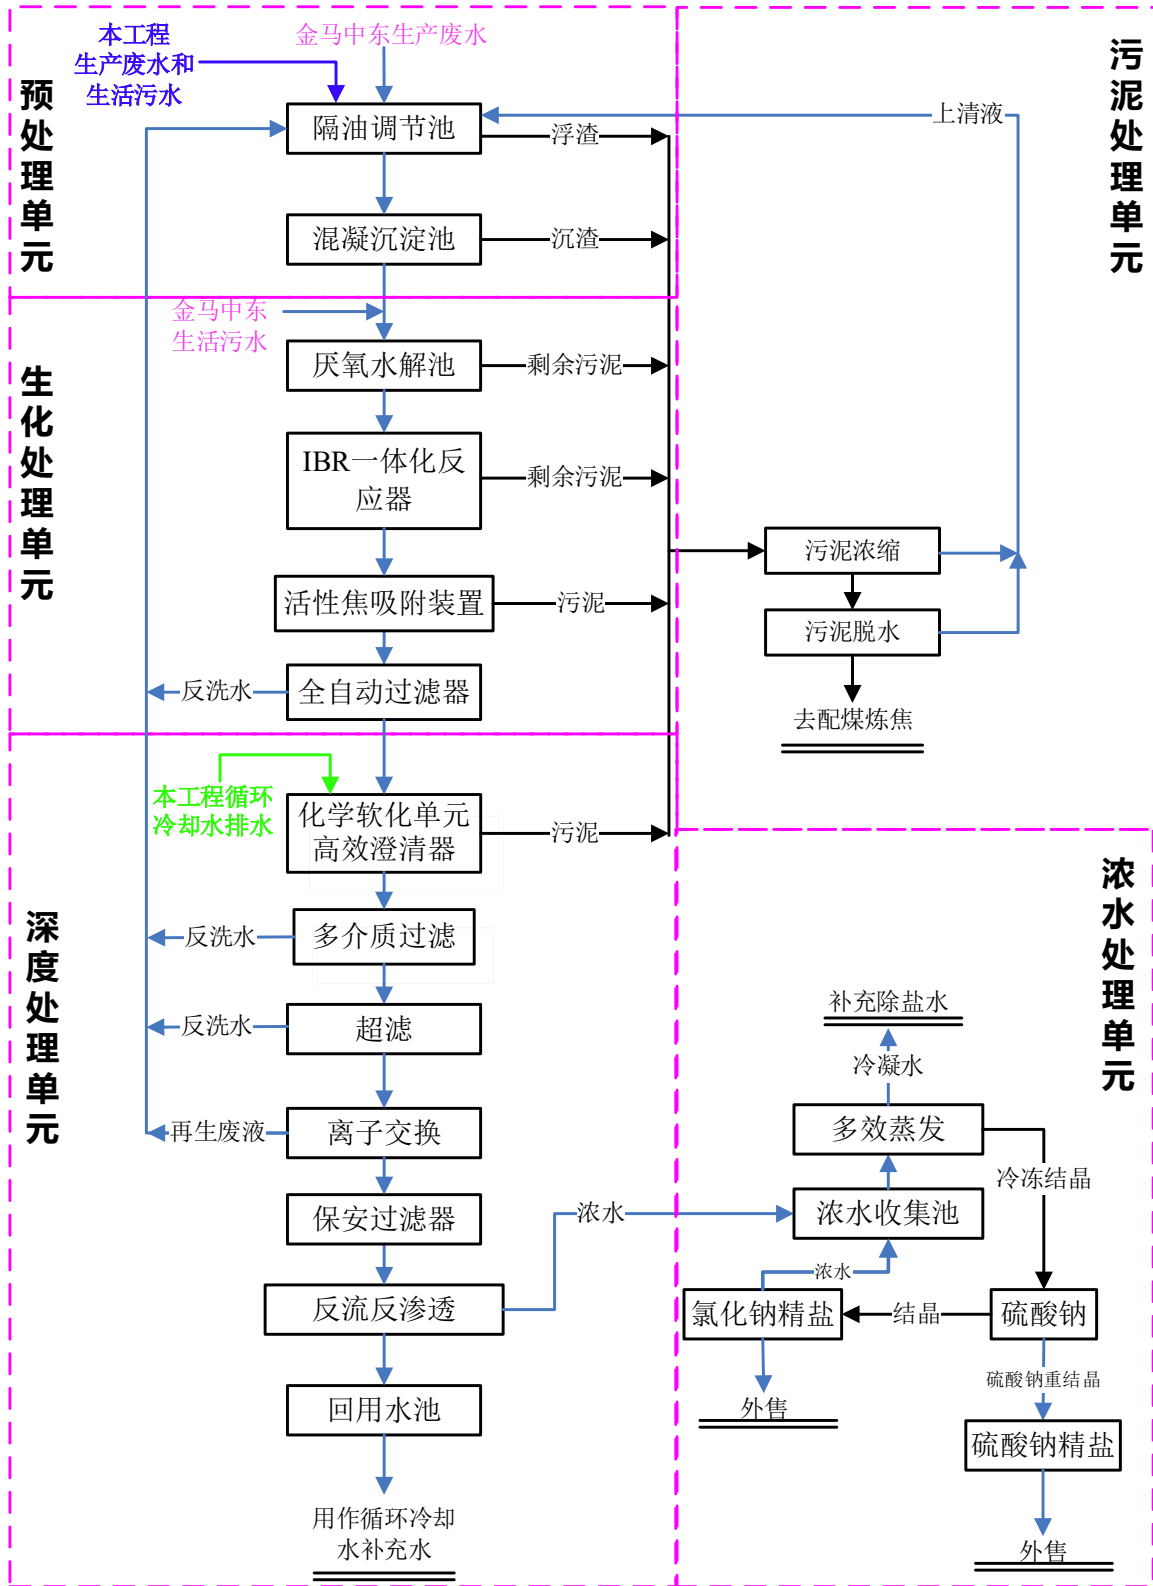 本工程
生产废水和
生活污水
金马中东生产废水
预处理单元
隔油调节池
浮渣
上清液
污泥处理单元
混凝沉淀池
沉渣
金马中东
生活污水
生化处理单元
厌氧水解池
剩余污泥
IBR一体化反
应器
剩余污泥
污泥浓缩
活性焦吸附装置
污泥
污泥脱水
反洗水
全自动过滤器
去配煤炼焦
本工程循环
冷却水排水
化学软化单元
高效澄清器
污泥
深度处理单元
反洗水
多介质过滤
浓水处理单元
反洗水
超滤
补充除盐水
冷凝水
再生废液
离子交换
多效蒸发
冷冻结晶
保安过滤器
浓水
浓水收集池
浓水
反流反渗透
氯化钠精盐
结晶
硫酸钠
硫酸钠重结晶
回用水池
外售
硫酸钠精盐
用作循环冷却
水补充水
外售